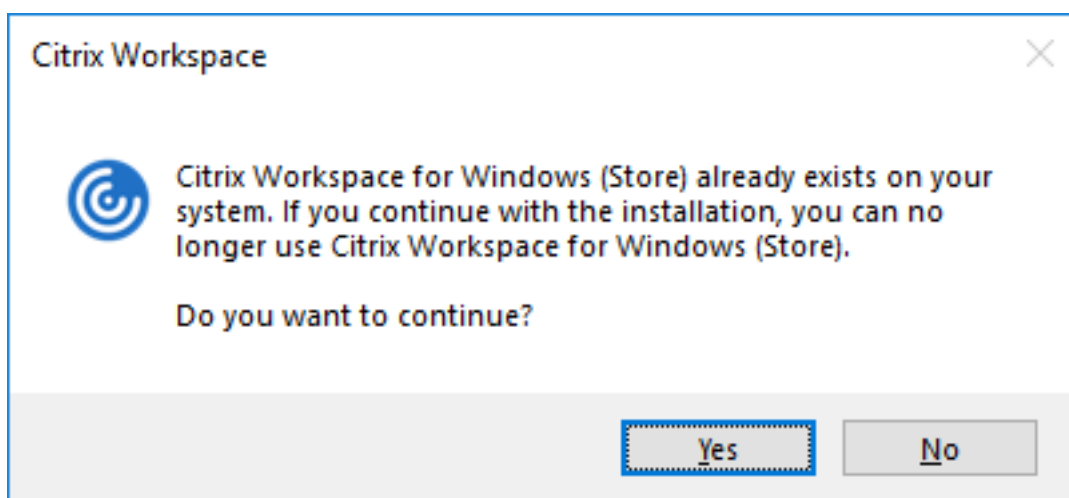 Citrix Workspace
Citrix Workspace for Windows (Store) already exists on your
system. If you continue with the installation, you can no
longer use Citrix Workspace for Windows (Store).
Do you want to continue?
Yes
No